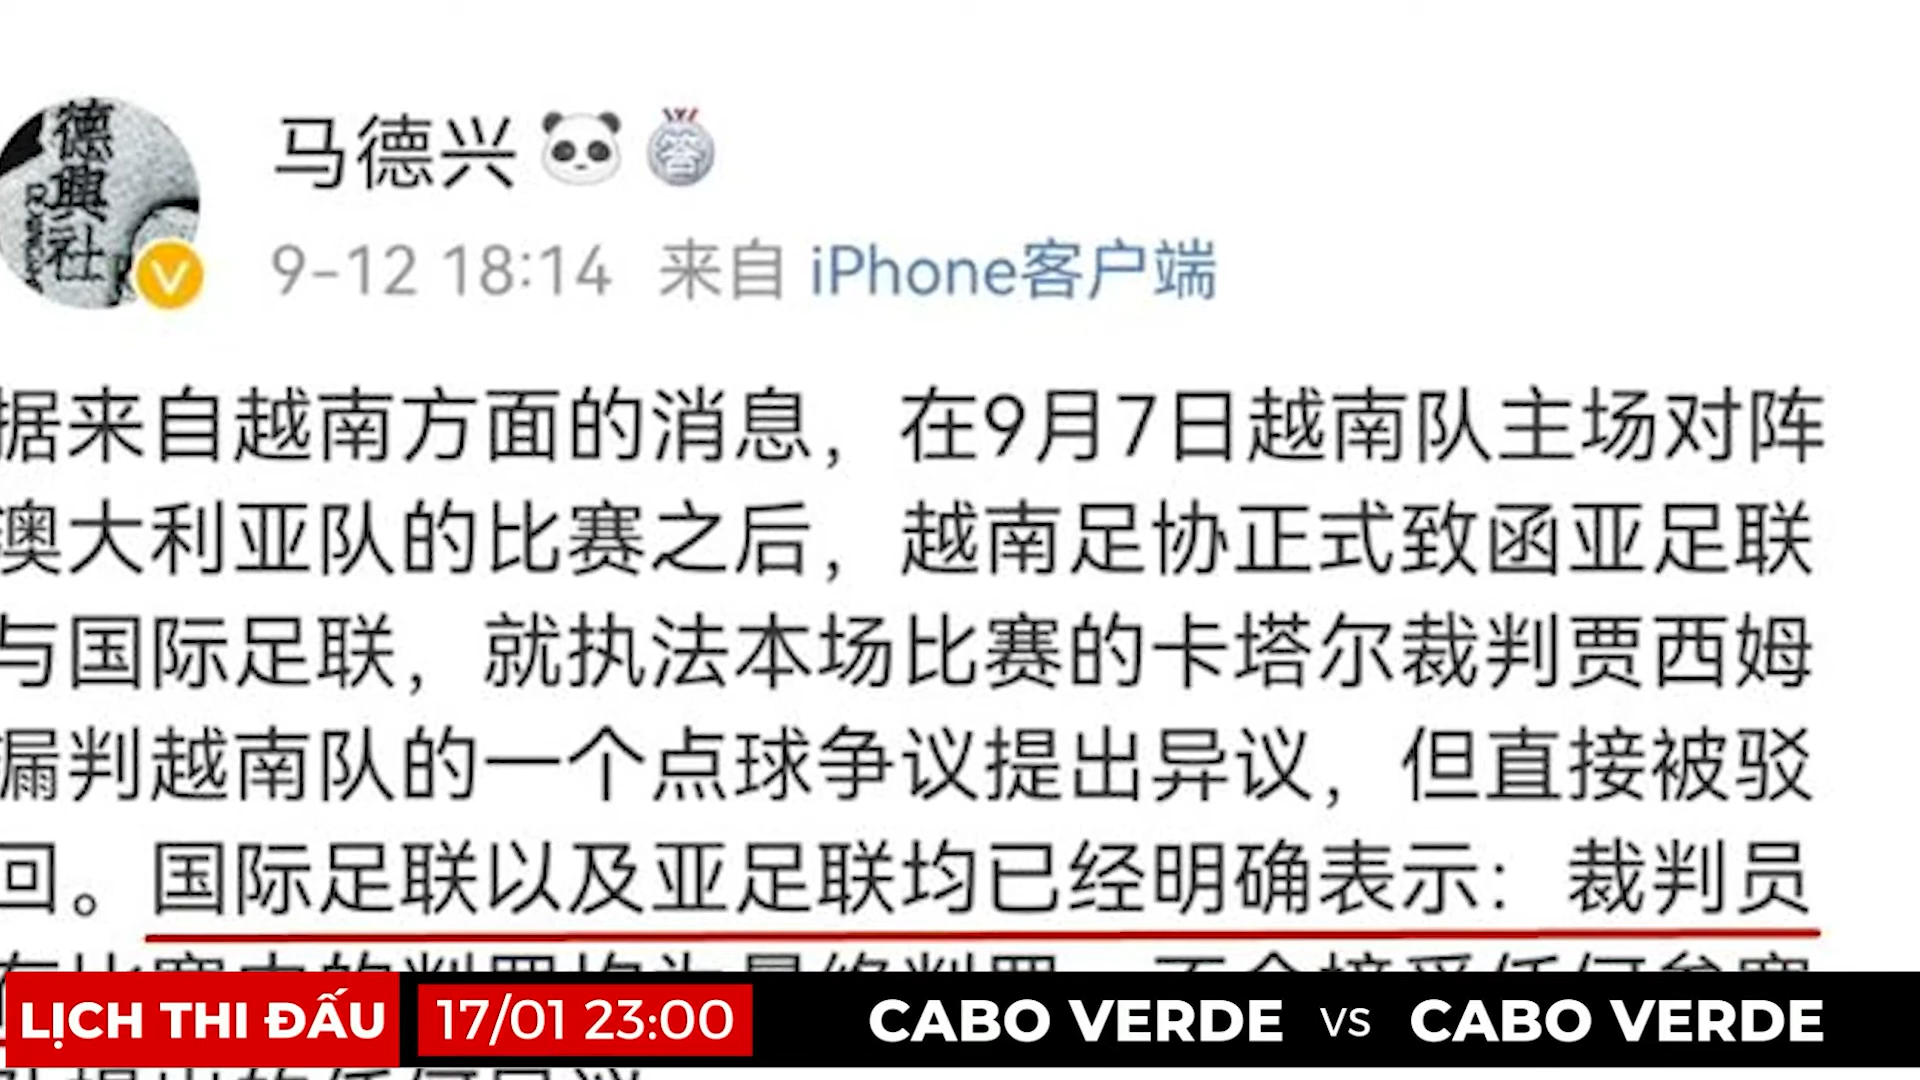 德興社
马德兴
9-12 18:14 来自 iPhone客户端
据来自越南方面的消息，在9月7日越南队主场对阵
澳大利亚队的比赛之后，越南足协正式致函亚足联
与国际足联，就执法本场比赛的卡塔尔裁判贾西姆
漏判越南队的一个点球争议提出异议，但直接被驳
回。国际足联以及亚足联均已经明确表示：裁判员
LỊCH THI ĐẤU 17/01 23:00 CABO VERDE vs CABO VERDE